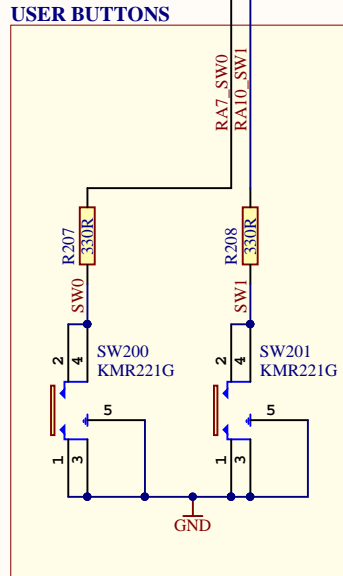 USER BUTTONS
RA7_SW0
RA10_SW1
R207
330R
R208
330R
SW0
SW1
2
4
SW200
KMR221G
5
1
3
2
4
SW201
KMR221G
5
1
3
GND